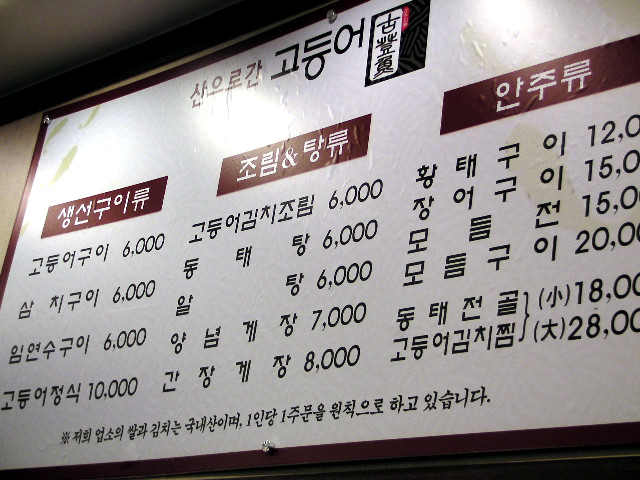 산으로간 고등어 古登魚
생선구이류
고등어구이 6,000
삼치구이 6,000
임연수구이 6,000
고등어정식 10,000
조림&탕류
고등어김치조림 6,000
동태탕 6,000
알탕 6,000
양념게장 7,000
간장게장 8,000
안주류
황태구이 12,0
장어구이 15,0
모듬전 15,0
모듬구이 20,00
동태전골 (小)18,00
고등어김치찜 (大)28,00
※ 저희 업소의 쌀과 김치는 국내산이며, 1인당 1주문을 원칙으로 하고 있습니다.